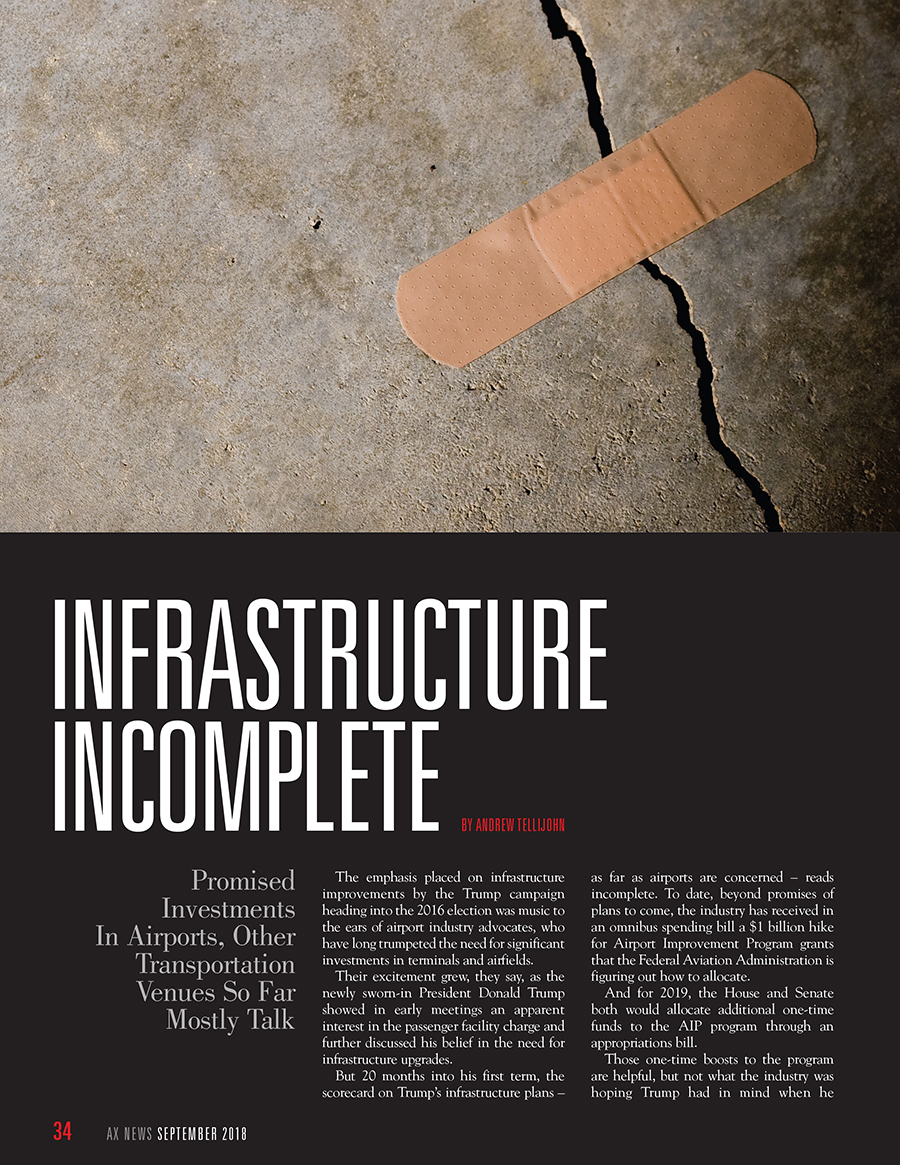 INFRASTRUCTURE
INCOMPLETE
BY ANDREW TELLIJOHN
Promised
Investments
In Airports, Other
Transportation
Venues So Far
Mostly Talk
The emphasis placed on infrastructure
improvements by the Trump campaign
heading into the 2016 election was music to
the ears of airport industry advocates, who
have long trumpeted the need for significant
investments in terminals and airfields.
Their excitement grew, they say, as the
newly sworn-in President Donald Trump
showed in early meetings an apparent
interest in the passenger facility charge and
further discussed his belief in the need for
infrastructure upgrades.
But 20 months into his first term, the
scorecard on Trump's infrastructure plans –
as far as airports are concerned – reads
incomplete. To date, beyond promises of
plans to come, the industry has received in
an omnibus spending bill a $1 billion hike
for Airport Improvement Program grants
that the Federal Aviation Administration is
figuring out how to allocate.
And for 2019, the House and Senate
both would allocate additional one-time
funds to the AIP program through an
appropriations bill.
Those one-time boosts to the program
are helpful, but not what the industry was
hoping Trump had in mind when he
34 AX NEWS SEPTEMBER 2018